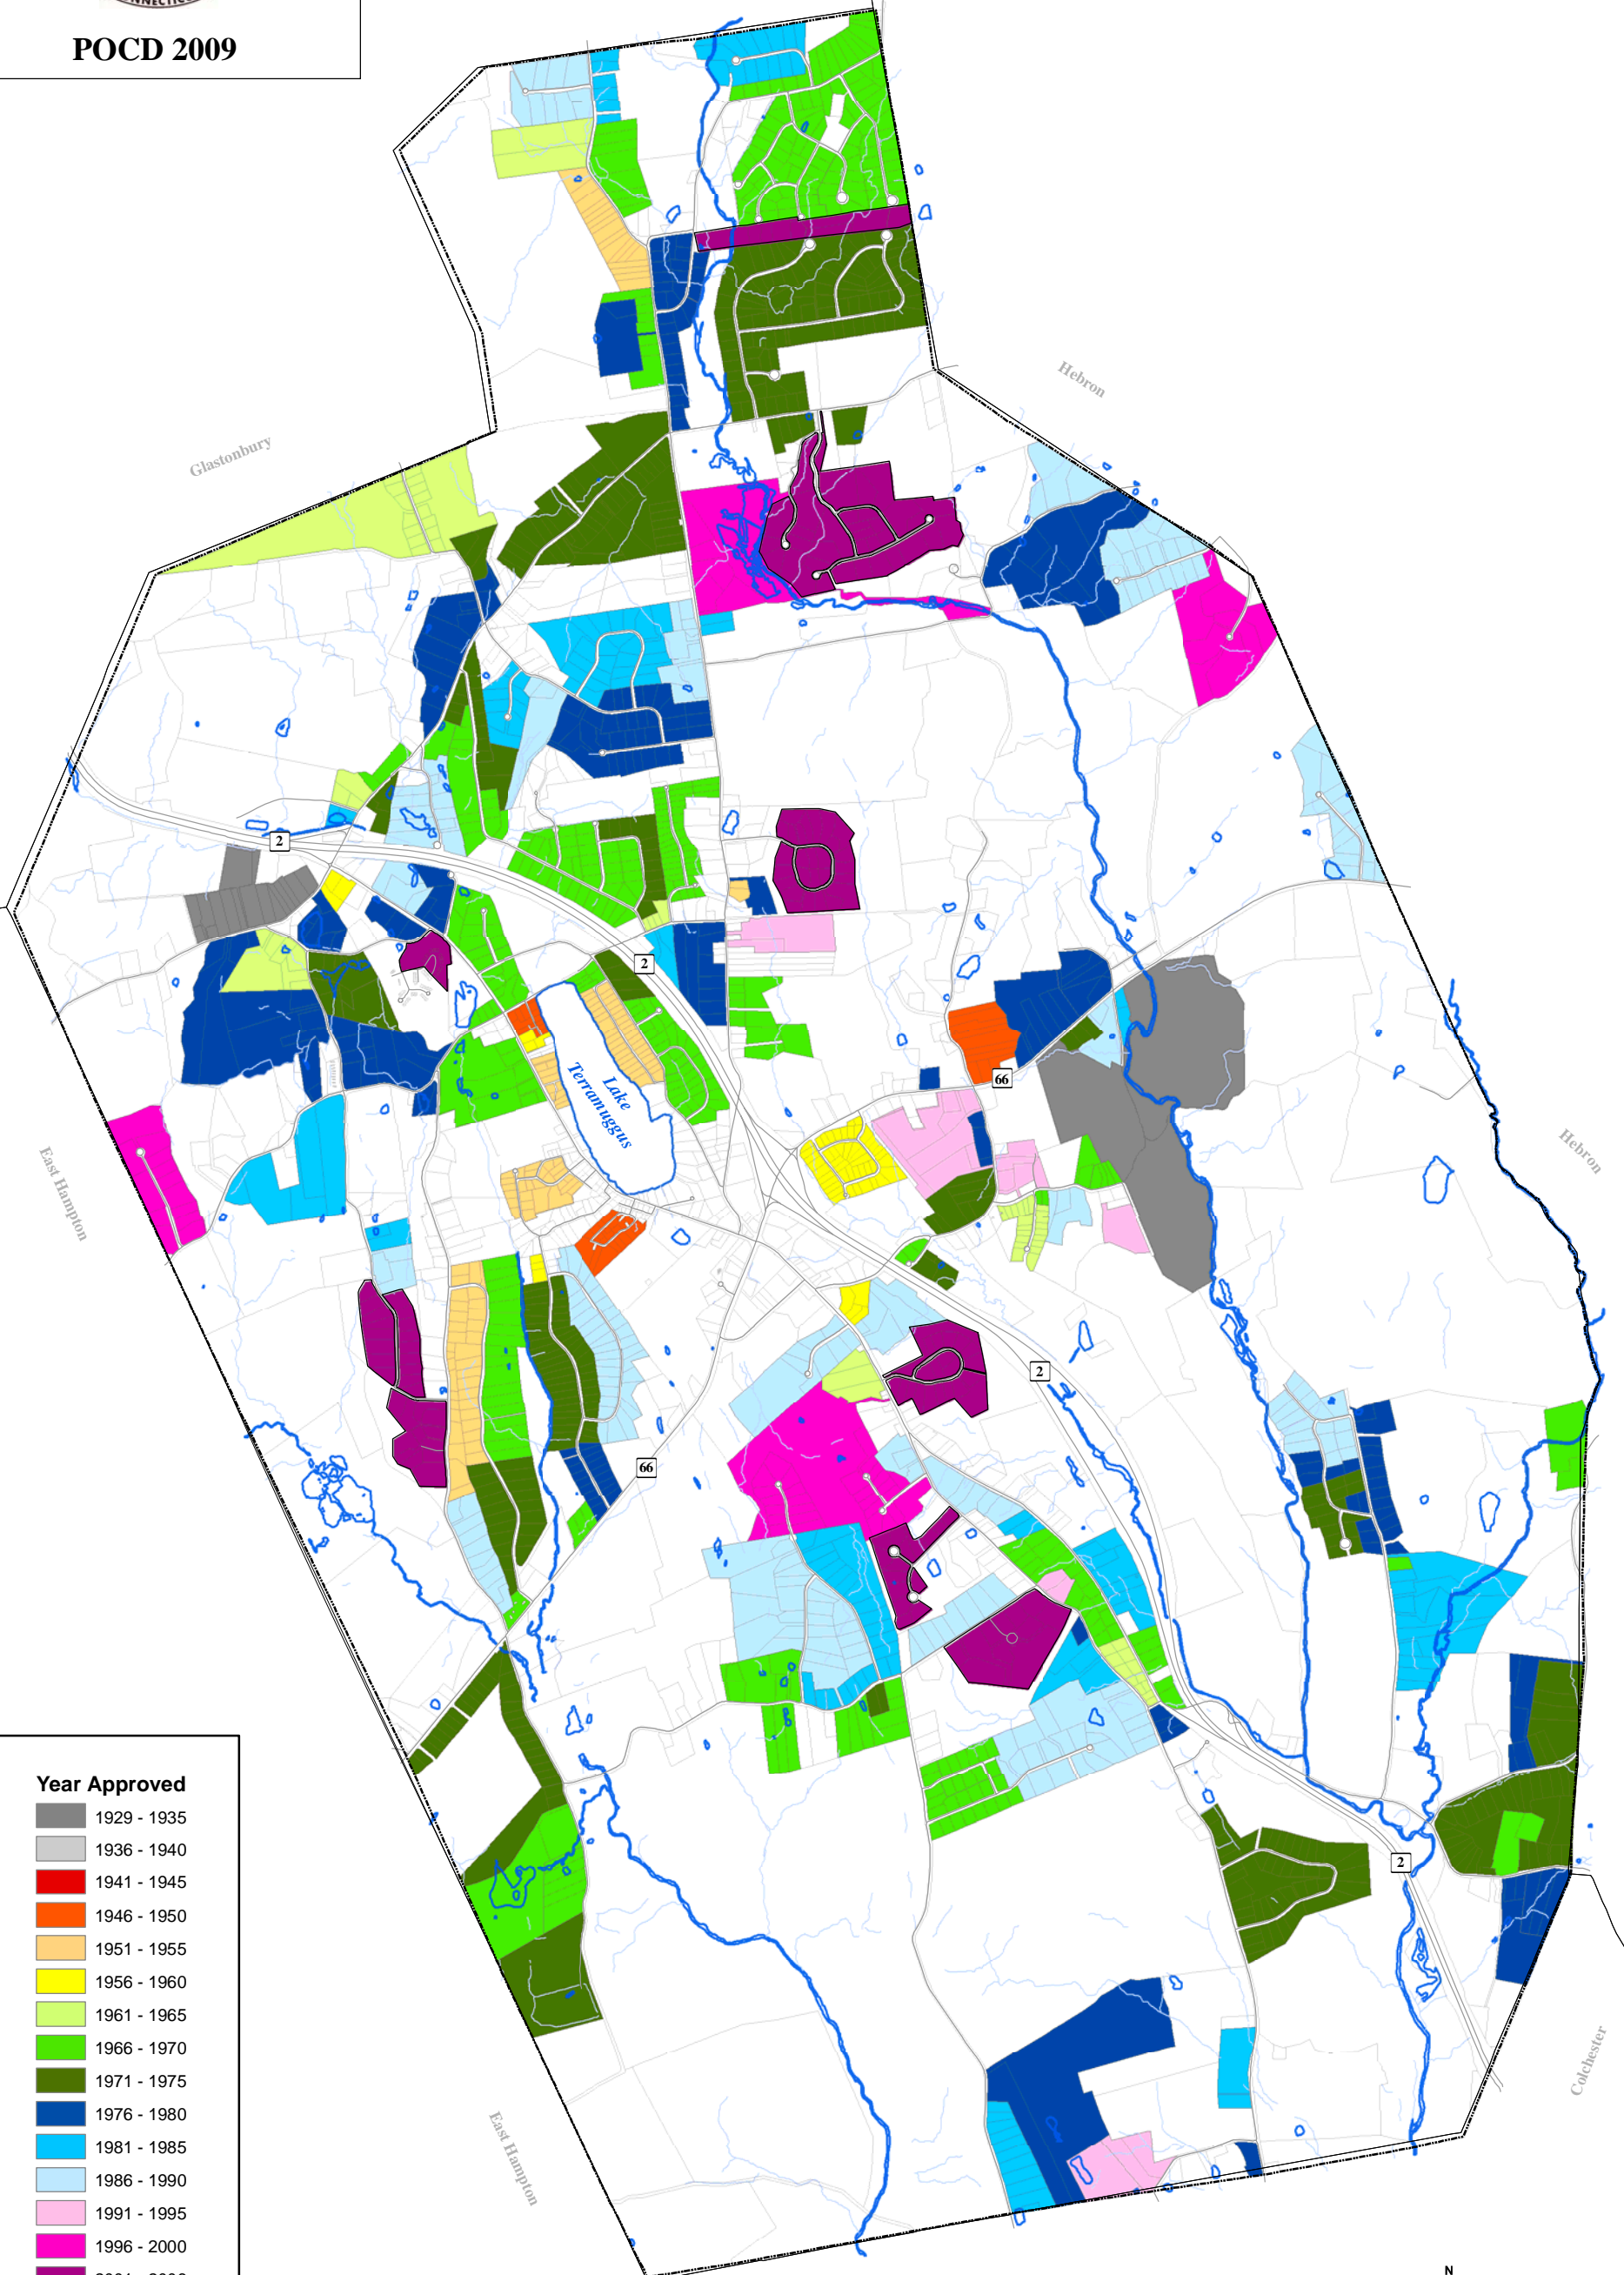 CONNECTICUT
POCD 2009
Hebron
Glastonbury
2
2
Lake
Terramuggus
66
East Hampton
Hebron
2
66
Year Approved
1929 - 1935
1936 - 1940
1941 - 1945
1946 - 1950
1951 - 1955
1956 - 1960
1961 - 1965
1966 - 1970
1971 - 1975
1976 - 1980
1981 - 1985
1986 - 1990
1991 - 1995
1996 - 2000
2
Colchester
East Hampton
N